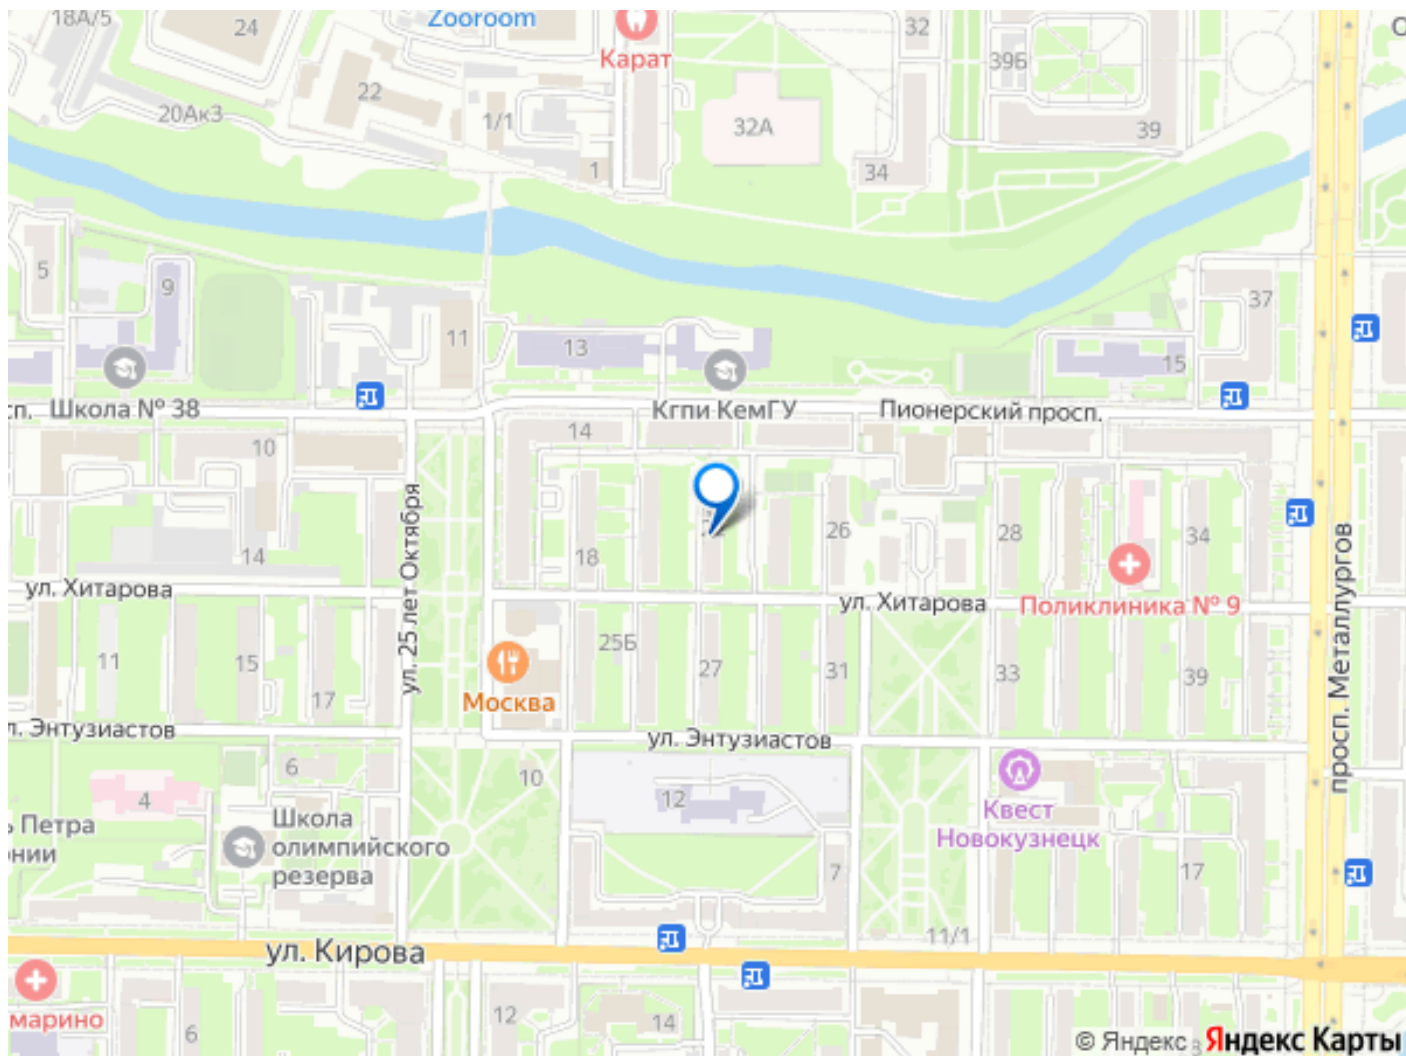 18А/5
24
Zooroom
Карат
32
39Б
22
20Ак3
1/1
32А
39
1
34
5
9
37
11
13
15
Школа № 38
Кгпи КемГУ
Пионерский просп.
10
14
ул. 25 лет Октября
26
28
34
14
18
ул. Хитарова
ул. Хитарова
Поликлиника № 9
просп. Металлургов
11
15
17
25Б
27
31
33
39
Москва
л. Энтузиастов
ул. Энтузиастов
6
10
4
12
Квест
Новокузнецк
ь Петра
онии
Школа
олимпийского
резерва
7
17
11/1
ул. Кирова
марино
6
12
14
© Яндекс
Яндекс Карты